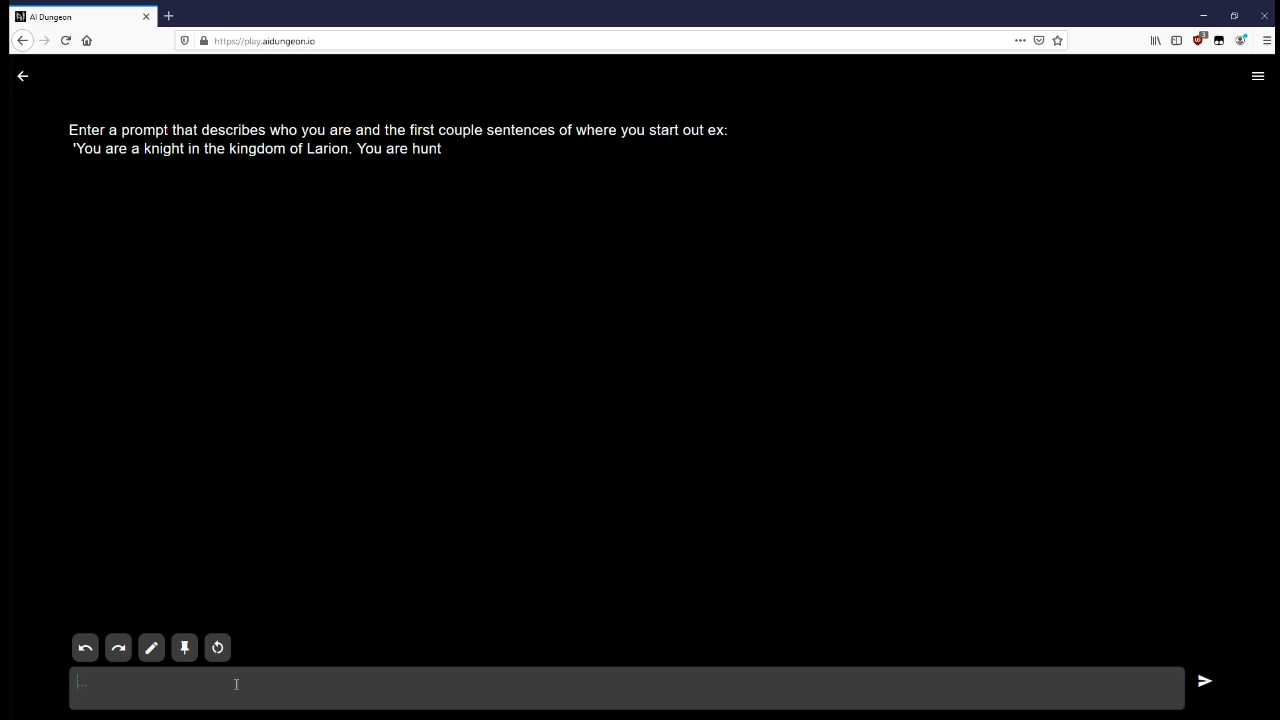 AI Dungeon
https://play.aidungeon.io
Enter a prompt that describes who you are and the first couple sentences of where you start out ex:
'You are a knight in the kingdom of Larion. You are hunt
...